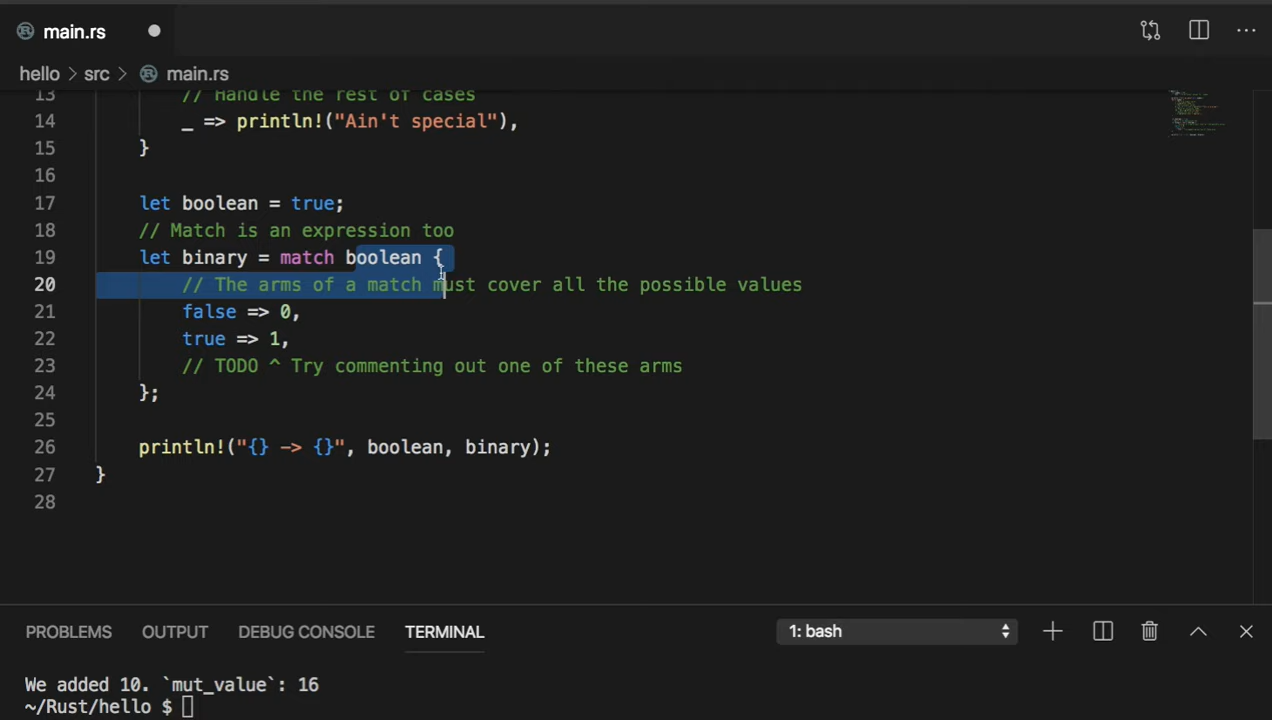 main.rs
hello > src > main.rs
13 // Handle the rest of cases
14 _ => println!("Ain't special"),
15 }
16
17 let boolean = true;
18 // Match is an expression too
19 let binary = match boolean {
20 // The arms of a match must cover all the possible values
21 false => 0,
22 true => 1,
23 // TODO ^ Try commenting out one of these arms
24 };
25
26 println!("{} -> {}", boolean, binary);
27 }
28
PROBLEMS OUTPUT DEBUG CONSOLE TERMINAL 1: bash
We added 10. `mut_value`: 16
~/Rust/hello $